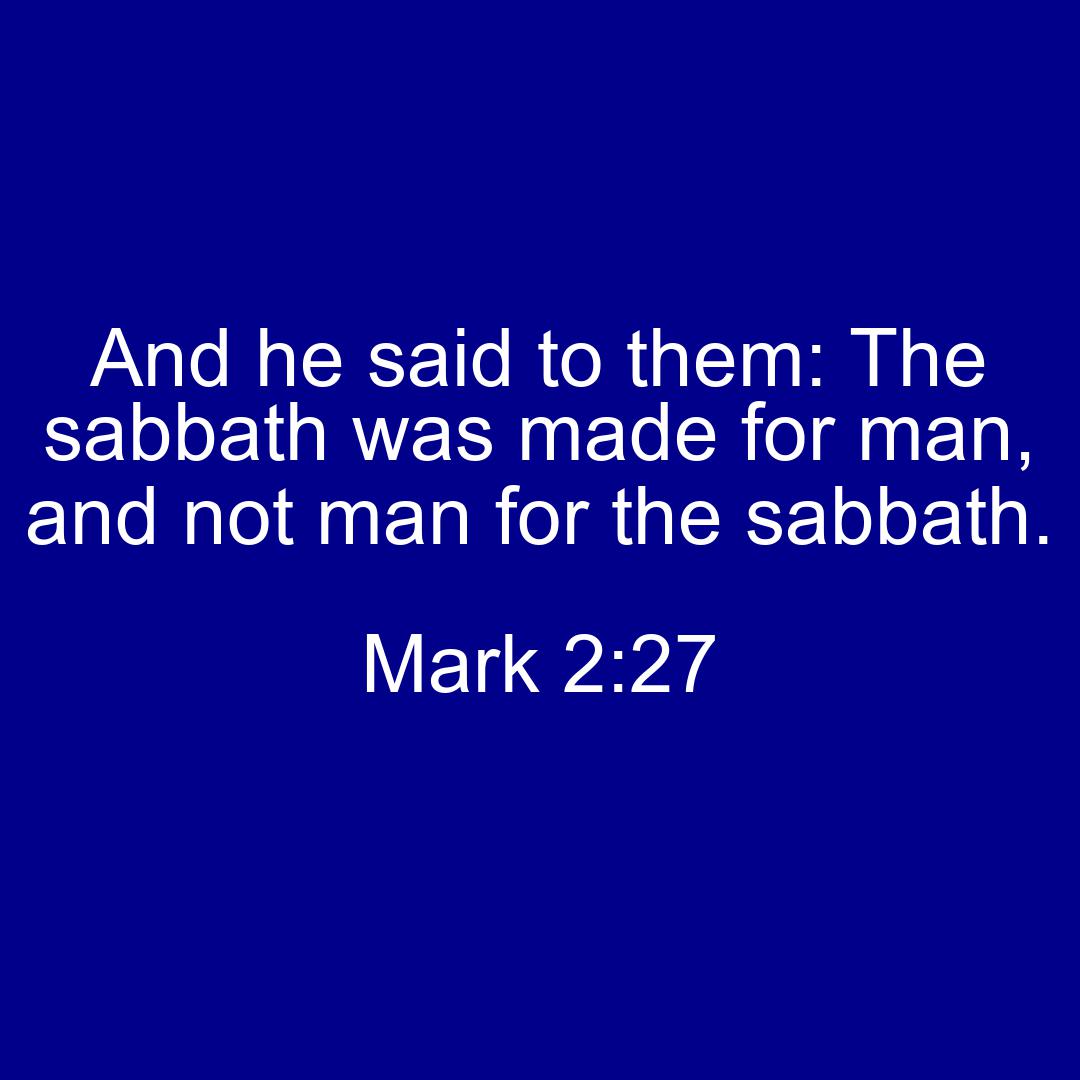 And he said to them: The
sabbath was made for man,
and not man for the sabbath.
Mark 2:27